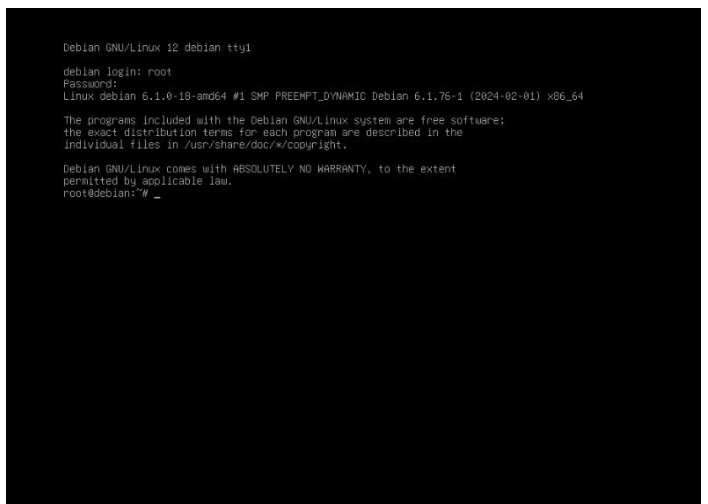 Debian GNU/Linux 12 debian tty1
debian login: root
Password:
Linux debian 6.1.0-18-amd64 #1 SMP PREEMPT_DYNAMIC Debian 6.1.76-1 (2024-02-01) x86_64
The programs included with the Debian GNU/Linux system are free software;
the exact distribution terms for each program are described in the
individual files in /usr/share/doc/*/copyright.
Debian GNU/Linux comes with ABSOLUTELY NO WARRANTY, to the extent
permitted by applicable law.
root@debian:~# _